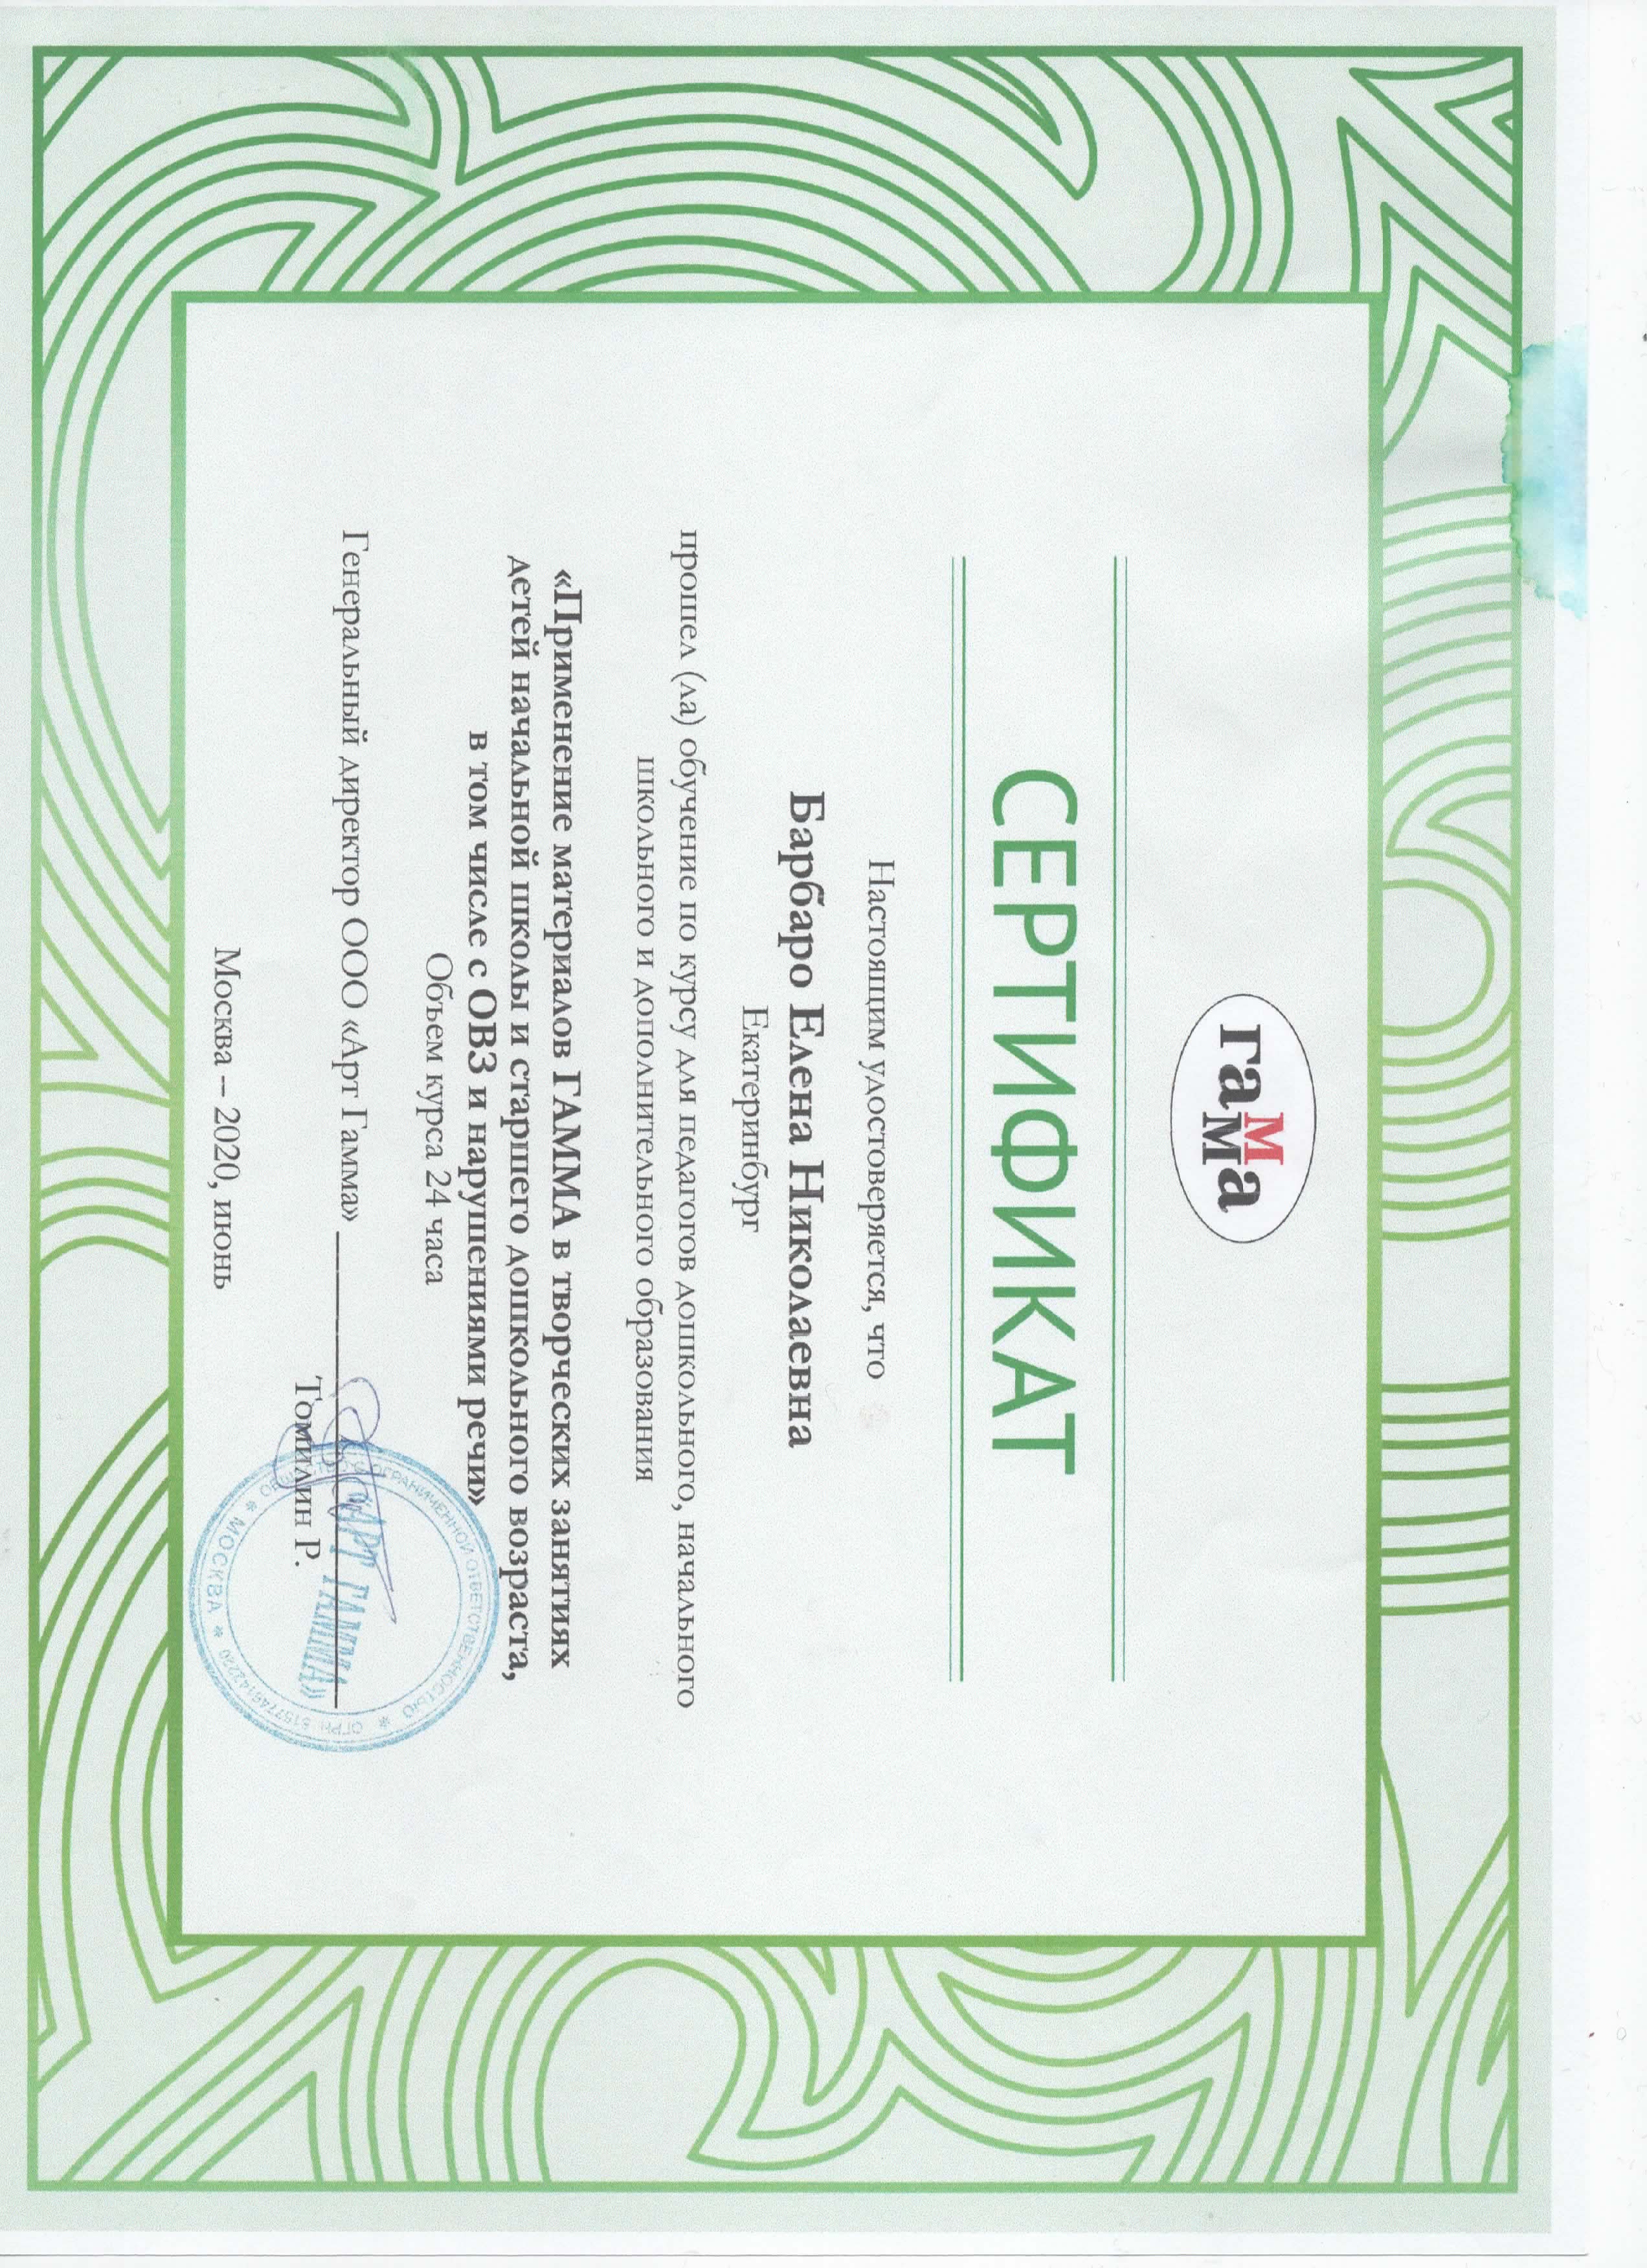 гамма
СЕРТИФИКАТ
Настоящим удостоверяется, что
Барбаро Елена Николаевна
Екатеринбург
прошел (ла) обучение по курсу для педагогов дошкольного, начального
школьного и дополнительного образования
«Применение материалов ГАММА в творческих занятиях
детей начальной школы и старшего дошкольного возраста,
в том числе с ОВЗ и нарушениями речи»
Объем курса 24 часа
Генеральный директор ООО «Арт Гамма»
Томилин Р.
ОБЩЕСТВО С ОГРАНИЧЕННОЙ ОТВЕТСТВЕННОСТЬЮ
«АРТ ГАММА»
МОСКВА
ОГРН
Москва – 2020, июнь